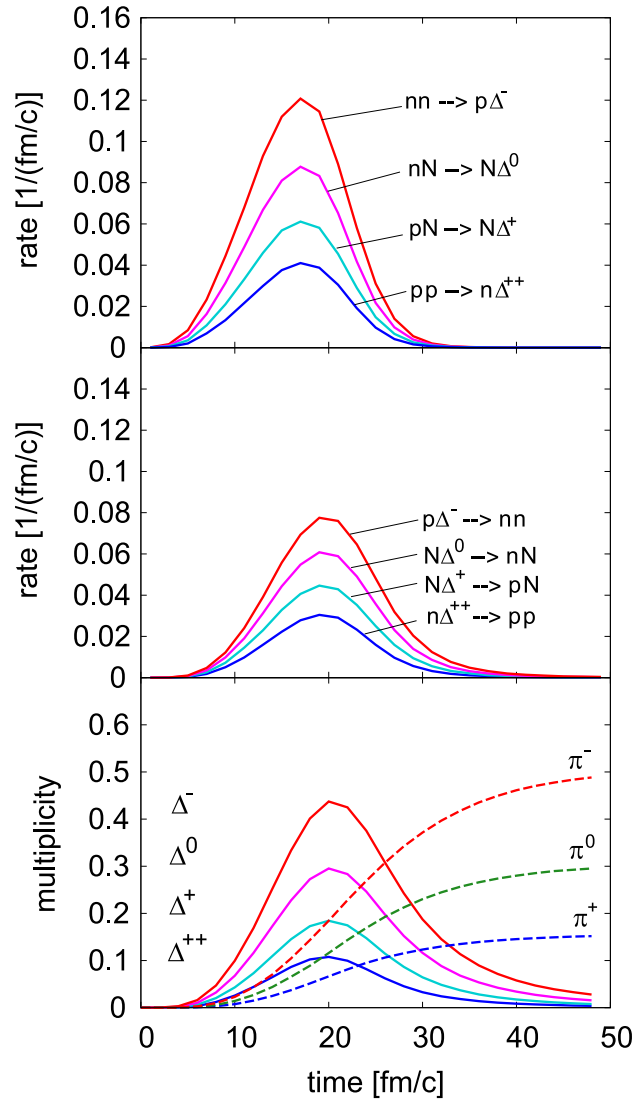 0.16
0.14
0.12
0.1
0.08
0.06
0.04
0.02
0
rate [1/(fm/c)]
nn --> pΔ⁻
nN --> NΔ⁰
pN --> NΔ⁺
pp --> nΔ⁺⁺
0.14
0.12
0.1
0.08
0.06
0.04
0.02
0
rate [1/(fm/c)]
pΔ⁻ --> nn
NΔ⁰ --> nN
NΔ⁺ --> pN
nΔ⁺⁺--> pp
0.6
0.5
0.4
0.3
0.2
0.1
0
multiplicity
Δ⁻
Δ⁰
Δ⁺
Δ⁺⁺
π⁻
π⁰
π⁺
0 10 20 30 40 50
time [fm/c]